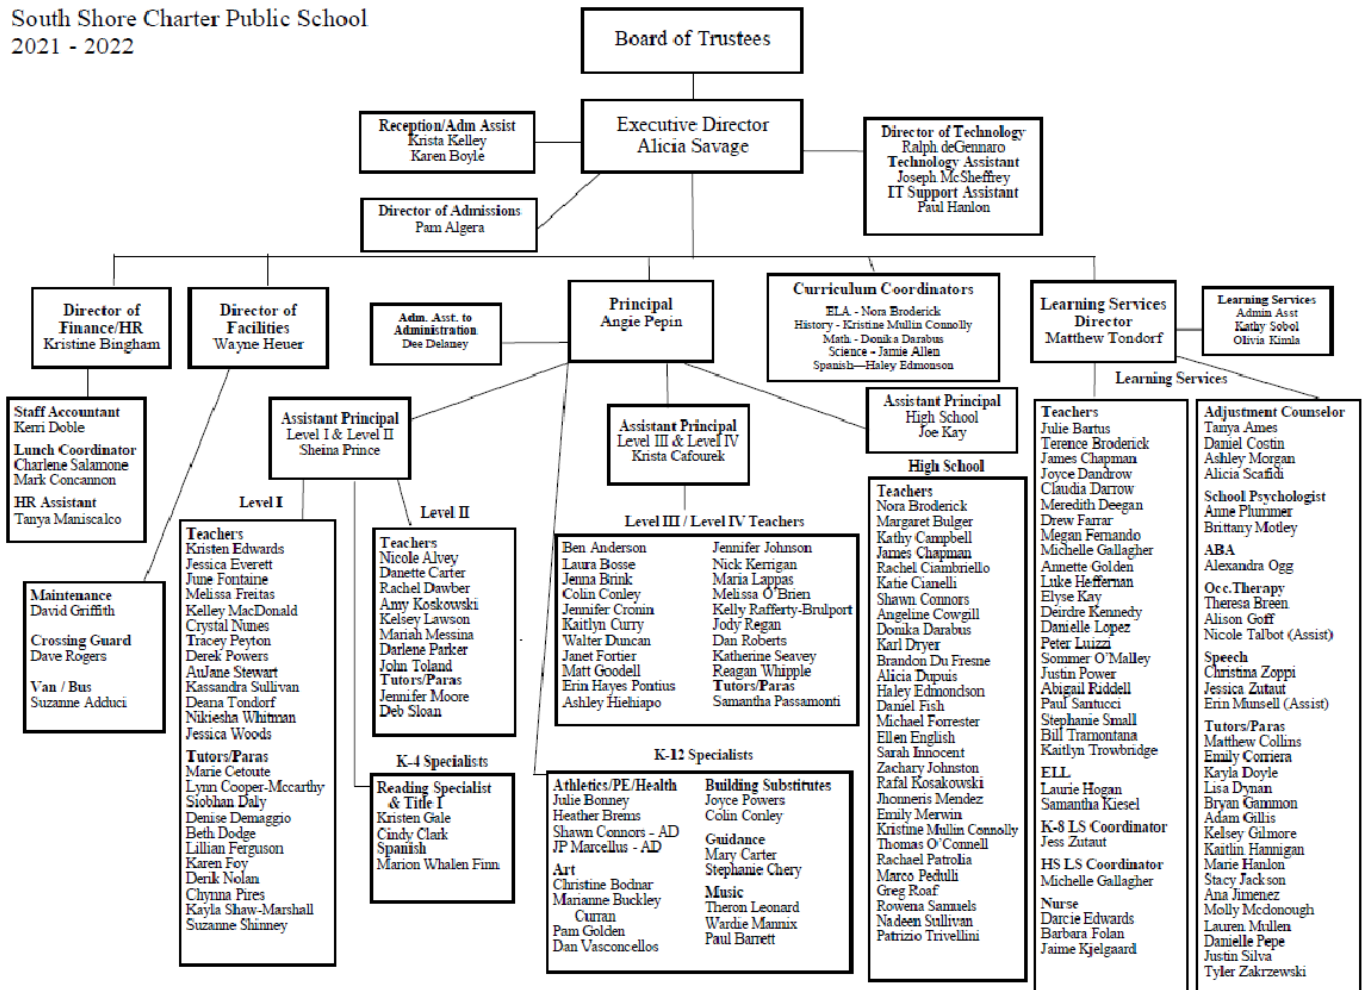 South Shore Charter Public School
2021 - 2022
Board of Trustees
Executive Director
Alicia Savage
Reception/Adm Assist
Krista Kelley
Karen Boyle
Director of Technology
Ralph deGennaro
Technology Assistant
Joseph McSheffrey
IT Support Assistant
Paul Hanlon
Director of Admissions
Pam Algera
Director of
Finance/HR
Kristine Bingham
Director of
Facilities
Wayne Heuer
Adm. Asst. to
Administration
Dee Delaney
Principal
Angie Pepin
Curriculum Coordinators
ELA - Nora Broderick
History - Kristine Mullin Connolly
Math - Donika Darabus
Science - Jamie Allen
Spanish—Haley Edmonson
Learning Services
Director
Matthew Tondorf
Learning Services
Admin Asst
Kathy Sobol
Olivia Kimla
Staff Accountant
Kerri Doble
Lunch Coordinator
Charlene Salamone
Mark Concannon
HR Assistant
Tanya Maniscalco
Maintenance
David Griffith
Crossing Guard
Dave Rogers
Van / Bus
Suzanne Adduci
Assistant Principal
Level I & Level II
Sheina Prince
Assistant Principal
Level III & Level IV
Krista Cafourek
Assistant Principal
High School
Joe Kay
Level I
Teachers
Kristen Edwards
Jessica Everett
June Fontaine
Melissa Freitas
Kelley MacDonald
Crystal Nunes
Tracey Peyton
Derek Powers
AuJane Stewart
Kassandra Sullivan
Deana Tondorf
Nikiesha Whitman
Jessica Woods
Tutors/Paras
Marie Cetoute
Lynn Cooper-Mccarthy
Siobhan Daly
Denise Demaggio
Beth Dodge
Lillian Ferguson
Karen Foy
Derik Nolan
Chynna Pires
Kayla Shaw-Marshall
Suzanne Shinney
Level II
Teachers
Nicole Alvey
Danette Carter
Rachel Dawber
Amy Koskowski
Kelsey Lawson
Mariah Messina
Darlene Parker
John Toland
Tutors/Paras
Jennifer Moore
Deb Sloan
K-4 Specialists
Reading Specialist
& Title I
Kristen Gale
Cindy Clark
Spanish
Marion Whalen Finn
Level III / Level IV Teachers
Ben Anderson
Laura Bosse
Jenna Brink
Colin Conley
Jennifer Cronin
Kaitlyn Curry
Walter Duncan
Janet Fortier
Matt Goodell
Erin Hayes Pontius
Ashley Hiehiapo
Jennifer Johnson
Nick Kerrigan
Maria Lappas
Melissa O'Brien
Kelly Rafferty-Brulport
Jody Regan
Dan Roberts
Katherine Seavey
Reagan Whipple
Tutors/Paras
Samantha Passamonti
K-12 Specialists
Athletics/PE/Health
Julie Bonney
Heather Brems
Shawn Connors - AD
JP Marcellus - AD
Art
Christine Bodnar
Marianne Buckley
Curran
Pam Golden
Dan Vasconcellos
Building Substitutes
Joyce Powers
Colin Conley
Guidance
Mary Carter
Stephanie Chery
Music
Theron Leonard
Wardie Mannix
Paul Barrett
High School
Teachers
Nora Broderick
Margaret Bulger
Kathy Campbell
James Chapman
Rachel Ciambriello
Katie Cianelli
Shawn Connors
Angeline Cowgill
Donika Darabus
Karl Dryer
Brandon Du Fresne
Alicia Dupuis
Haley Edmondson
Daniel Fish
Michael Forrester
Ellen English
Sarah Innocent
Zachary Johnston
Rafal Kosakowski
Jhonneris Mendez
Emily Merwin
Kristine Mullin Connolly
Thomas O'Connell
Rachael Patrolia
Marco Pedulli
Greg Roaf
Rowena Samuels
Nadeen Sullivan
Patrizio Trivellini
Learning Services
Teachers
Julie Bartus
Terence Broderick
James Chapman
Joyce Dandrow
Claudia Darrow
Meredith Deegan
Drew Farrar
Megan Fernando
Michelle Gallagher
Annette Golden
Luke Heffernan
Elyse Kay
Deirdre Kennedy
Danielle Lopez
Peter Luizzi
Sommer O'Malley
Justin Power
Abigail Riddell
Paul Santucci
Stephanie Small
Bill Tramontana
Kaitlyn Trowbridge
ELL
Laurie Hogan
Samantha Kiesel
K-8 LS Coordinator
Jess Zutaut
HS LS Coordinator
Michelle Gallagher
Nurse
Darcie Edwards
Barbara Folan
Jaime Kjelgaard
Adjustment Counselor
Tanya Ames
Daniel Costin
Ashley Morgan
Alicia Scafidi
School Psychologist
Anne Plummer
Brittany Motley
ABA
Alexandra Ogg
Occ.Therapy
Theresa Breen
Alison Goff
Nicole Talbot (Assist)
Speech
Christina Zoppi
Jessica Zutaut
Erin Munsell (Assist)
Tutors/Paras
Matthew Collins
Emily Corriera
Kayla Doyle
Lisa Dynan
Bryan Gammon
Adam Gillis
Kelsey Gilmore
Kaitlin Hannigan
Marie Hanlon
Stacy Jackson
Ana Jimenez
Molly Mcdonough
Lauren Mullen
Danielle Pepe
Justin Silva
Tyler Zakrzewski